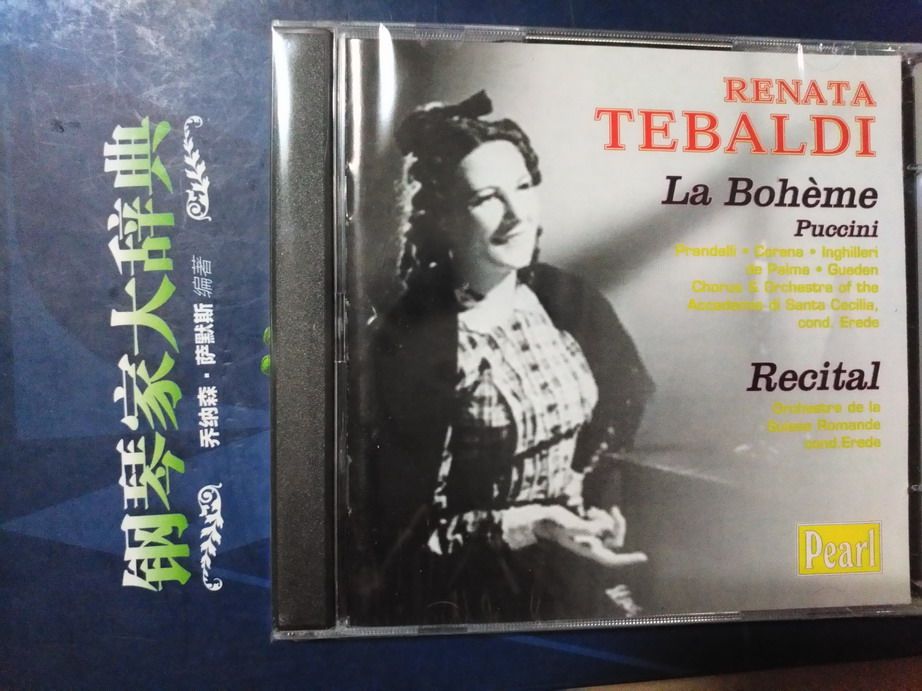 钢琴家大辞典
乔纳森·萨默斯 编著
RENATA
TEBALDI
La Bohème
Puccini
Prandelli • Corena • Inghilleri
de Palma • Gueden
Chorus & Orchestra of the
Accademia di Santa Cecilia,
cond. Erede
Recital
Orchestre de la
Suisse Romande
cond.Erede
Pearl